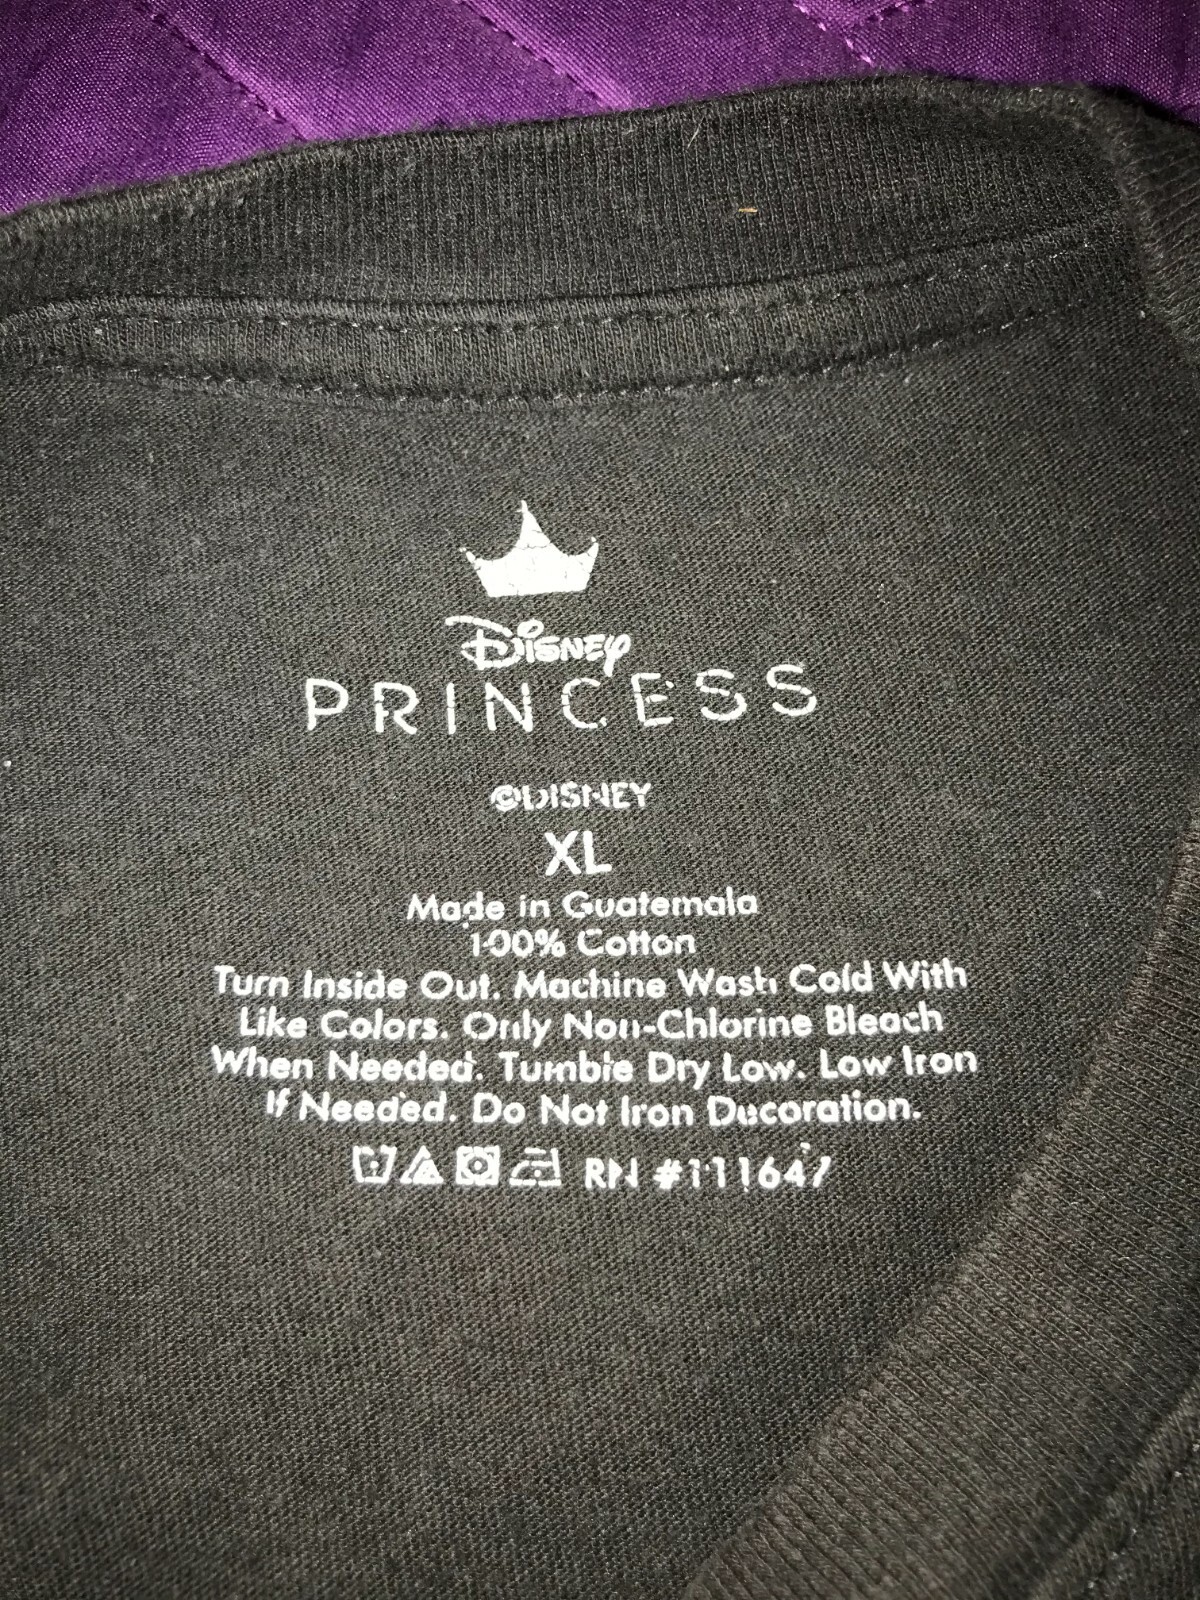 Disney
PRINCESS
©DISNEY
XL
Made in Guatemala
100% Cotton
Turn Inside Out. Machine Wash Cold With
Like Colors. Only Non-Chlorine Bleach
When Needed. Tumble Dry Low. Low Iron
If Needed. Do Not Iron Decoration.
RN #111647